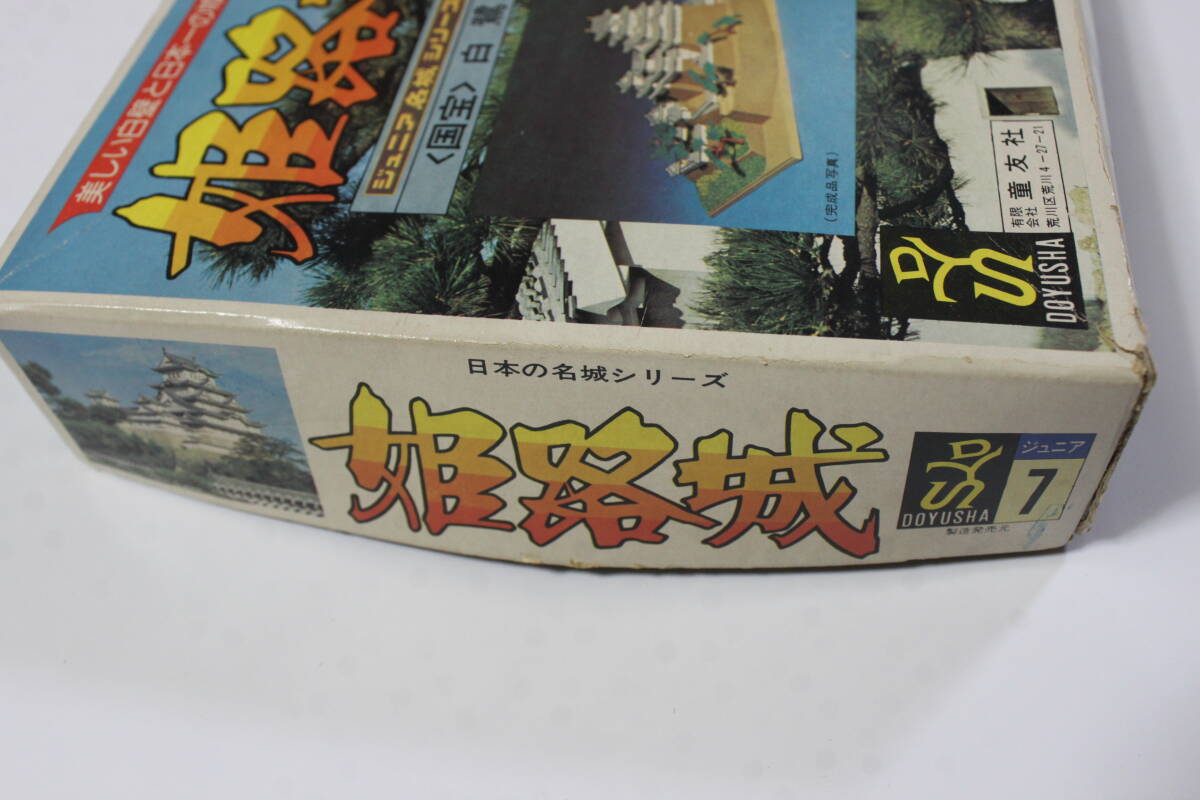 美しい白壁と日本一の
姫路
ジュニア 名城 シリーズ
〈国宝〉白鷺
(完成品写真)
有限会社 童友社
荒川区荒川4-27-21
DYS
DOYUSHA
日本の名城シリーズ
姫路城
DYS
DOYUSHA
ジュニア
7
製造発売元